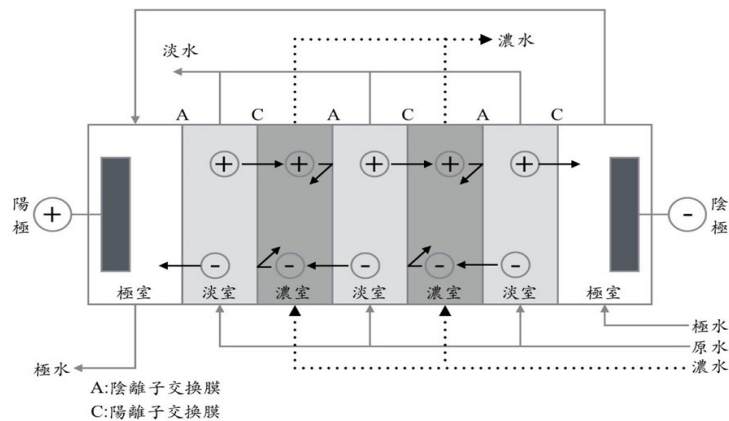 濃水
淡水
A C A C A C
+ + + + +
陽極 + - 陰極
- - - - -
極室 淡室 濃室 淡室 濃室 淡室 極室
極水
原水
極水 濃水
A:陰離子交換膜
C:陽離子交換膜